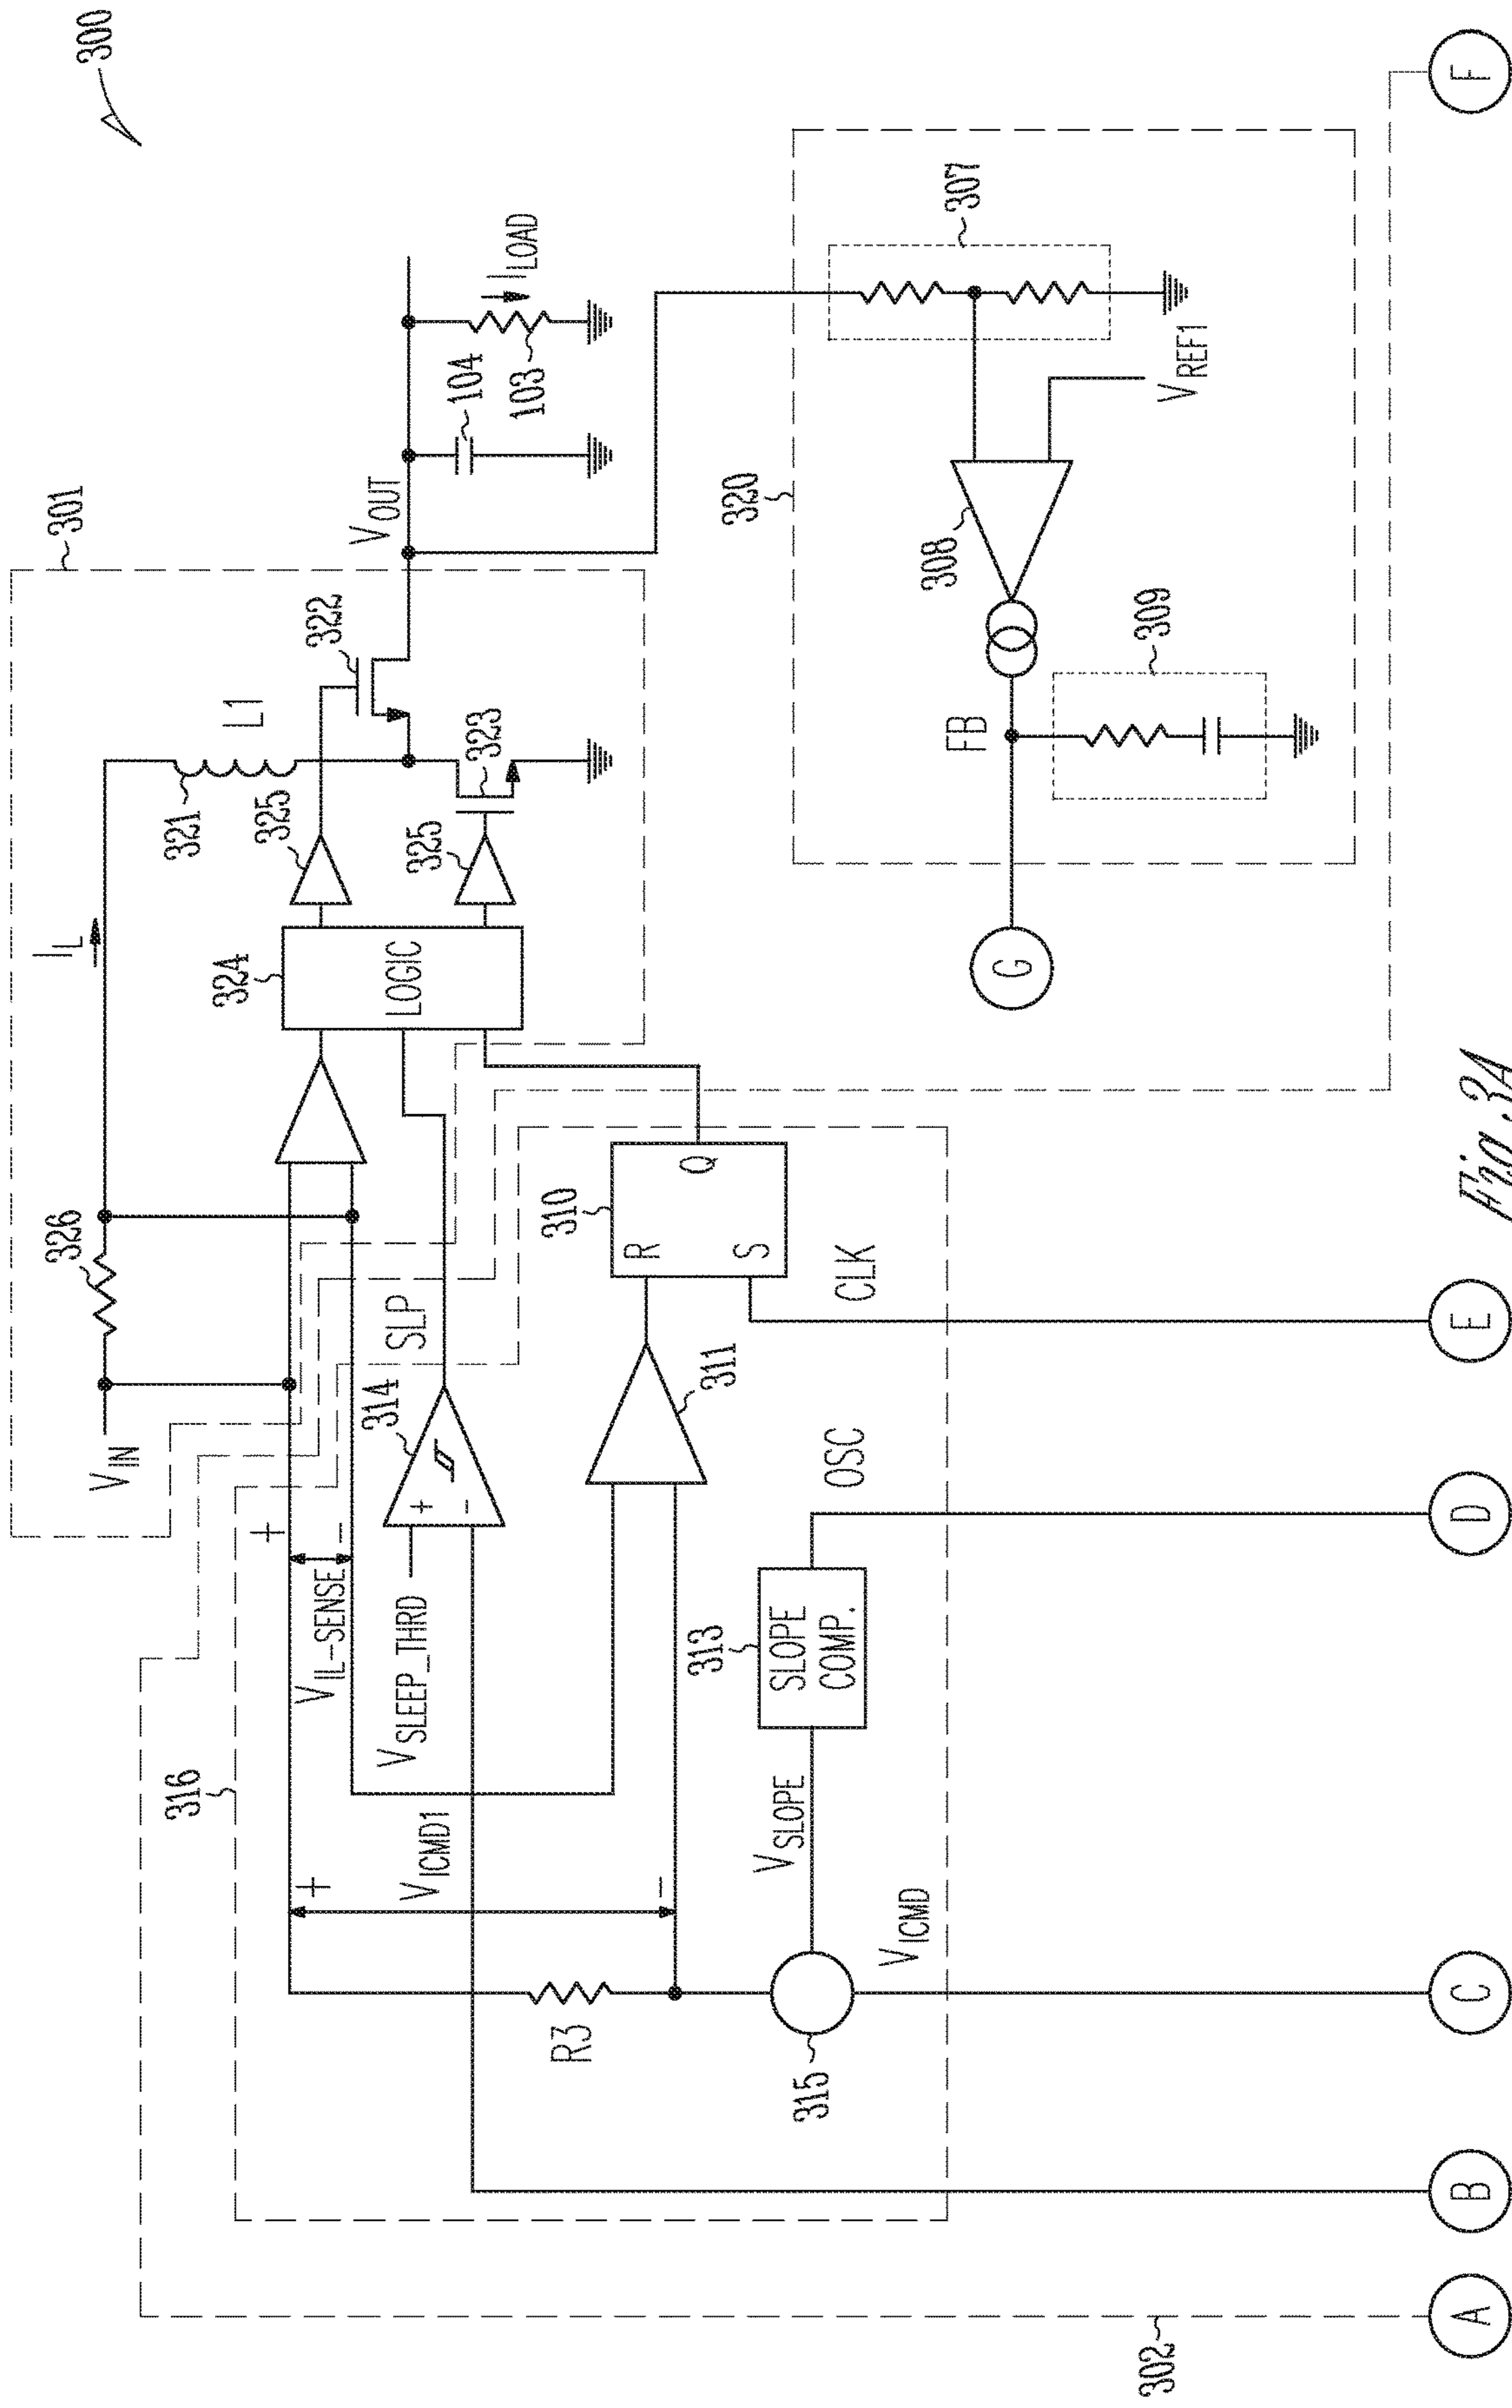 300
301
I_L
326
V_IN
321
L1
325
322
324
LOGIC
325
323
V_OUT
104
103
I_LOAD
316
+
-
V_IL-SENSE
314
SLP
+
-
V_SLEEP_THRD
V_ICMD1
+
-
R3
310
R
Q
S
311
CLK
OSC
313
SLOPE
COMP.
V_SLOPE
315
V_ICMD
320
307
308
V_REF1
FB
309
G
302
A
B
C
D
E
F
Fig. 3A